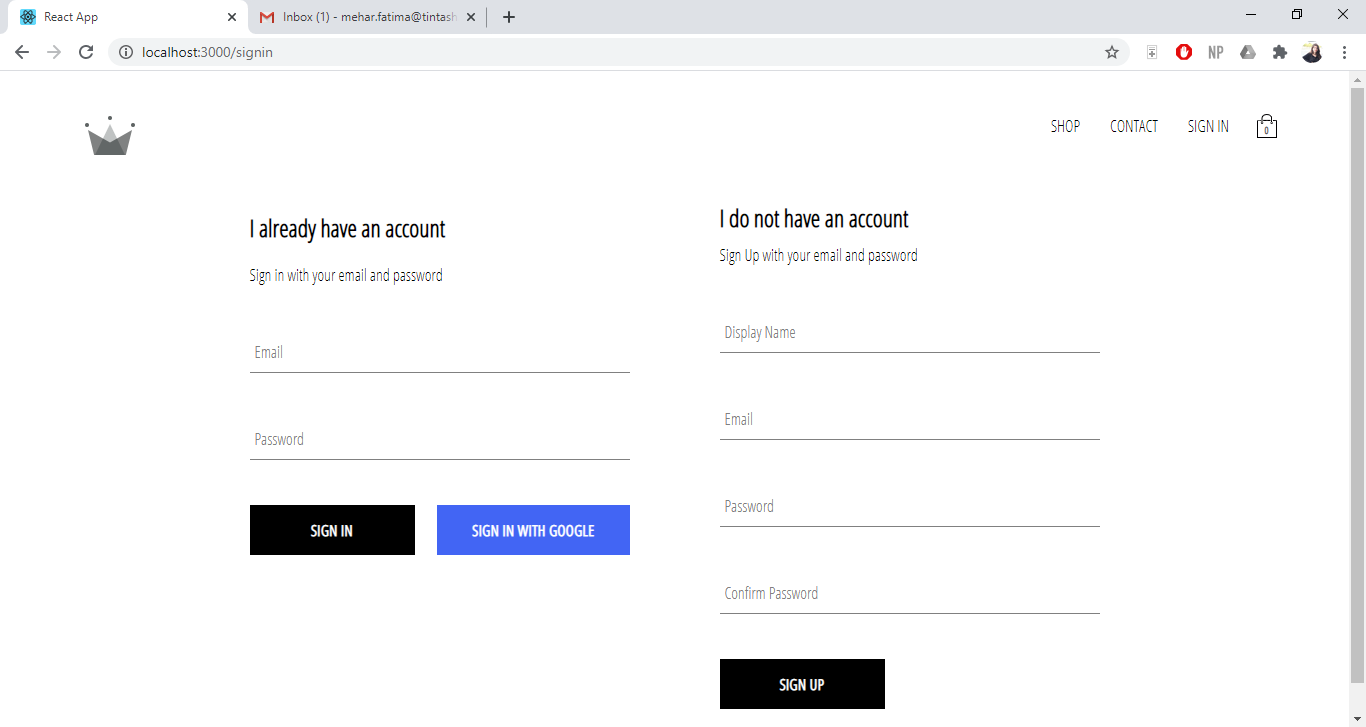 React App
Inbox (1) - mehar.fatima@tintash
localhost:3000/signin
NP
SHOP
CONTACT
SIGN IN
0
I already have an account
Sign in with your email and password
Email
Password
SIGN IN
SIGN IN WITH GOOGLE
I do not have an account
Sign Up with your email and password
Display Name
Email
Password
Confirm Password
SIGN UP